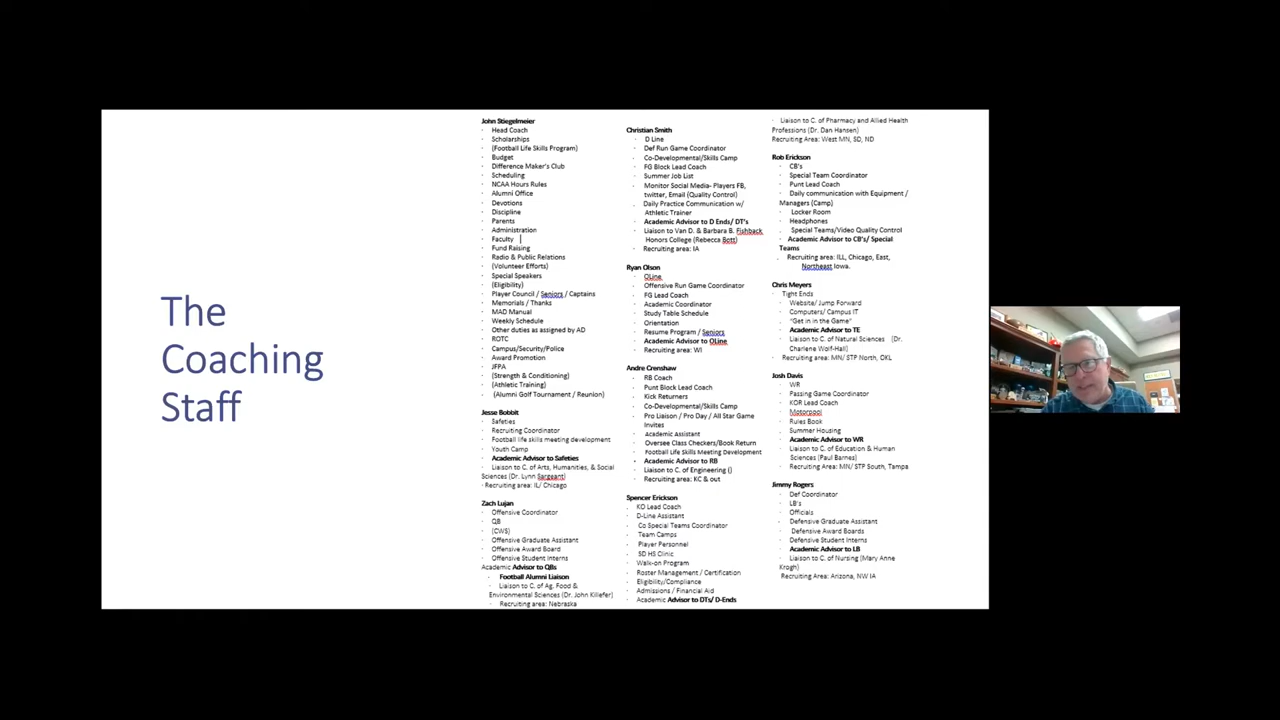 The
Coaching
Staff
John Stiegelmeier
· Head Coach
· Scholarships
· (Football Life Skills Program)
· Budget
· Difference Maker's Club
· Scheduling
· NCAA Hours Rules
· Alumni Office
· Devotions
· Discipline
· Parents
· Administration
· Faculty
· Fund Raising
· Radio & Public Relations
· (Volunteer Efforts)
· Special Speakers
· (Eligibility)
· Player Council / Seniors / Captains
· Memorials / Thanks
· MAD Manual
· Weekly Schedule
· Other duties as assigned by AD
· ROTC
· Campus/Security/Police
· Award Promotion
· JFPA
· (Strength & Conditioning)
· (Athletic Training)
· (Alumni Golf Tournament / Reunion)
Jesse Bobbit
· Safeties
· Recruiting Coordinator
· Football life skills meeting development
· Youth Camp
· Academic Advisor to Safeties
· Liaison to C. of Arts, Humanities, & Social
Sciences (Dr. Lynn Sargeant)
· Recruiting area: IL/ Chicago
Zach Lujan
· Offensive Coordinator
· QB
· (CWS)
· Offensive Graduate Assistant
· Offensive Award Board
· Offensive Student Interns
Academic Advisor to QBs
· Football Alumni Liaison
· Liaison to C. of Ag. Food &
Environmental Sciences (Dr. John Killefer)
· Recruiting area: Nebraska
Christian Smith
· D Line
· Def Run Game Coordinator
· Co-Developmental/Skills Camp
· FG Block Lead Coach
· Summer Job List
· Monitor Social Media- Players FB,
twitter, Email (Quality Control)
. Daily Practice Communication w/
Athletic Trainer
· Academic Advisor to D Ends/ DT's
· Liaison to Van D. & Barbara B. Fishback
Honors College (Rebecca Bott)
· Recruiting area: IA
Ryan Olson
· OLine
· Offensive Run Game Coordinator
· FG Lead Coach
· Academic Coordinator
· Study Table Schedule
· Orientation
· Resume Program / Seniors
· Academic Advisor to OLine
· Recruiting area: WI
Andre Crenshaw
· RB Coach
· Punt Block Lead Coach
· Kick Returners
· Co-Developmental/Skills Camp
· Pro Liaison / Pro Day / All Star Game
Invites
· Academic Assistant
· Oversee Class Checkers/Book Return
· Football Life Skills Meeting Development
· Academic Advisor to RB
· Liaison to C. of Engineering ()
· Recruiting area: KC & out
Spencer Erickson
. KO Lead Coach
· D-Line Assistant
· Co Special Teams Coordinator
· Team Camps
· Player Personnel
· SD HS Clinic
· Walk-on Program
· Roster Management / Certification
· Eligibility/Compliance
· Admissions / Financial Aid
· Academic Advisor to DTs/ D-Ends
· Liaison to C. of Pharmacy and Allied Health
Professions (Dr. Dan Hansen)
Recruiting Area: West MN, SD, ND
Rob Erickson
· CB's
· Special Team Coordinator
· Punt Lead Coach
· Daily communication with Equipment /
Managers (Camp)
· Locker Room
· Headphones
· Special Teams/Video Quality Control
· Academic Advisor to CB's/ Special
Teams
. Recruiting area: ILL, Chicago, East,
Northeast Iowa.
Chris Meyers
· Tight Ends
· Website/ Jump Forward
· Computers/ Campus IT
· "Get in in the Game"
· Academic Advisor to TE
· Liaison to C. of Natural Sciences (Dr.
Charlene Wolf-Hall)
· Recruiting area: MN/ STP North, OKL
Josh Davis
· WR
· Passing Game Coordinator
· KOR Lead Coach
· Motorpool
· Rules Book
· Summer Housing
· Academic Advisor to WR
· Liaison to C. of Education & Human
Sciences (Paul Barnes)
· Recruiting Area: MN/ STP South, Tampa
Jimmy Rogers
· Def Coordinator
· LB's
· Officials
· Defensive Graduate Assistant
· Defensive Award Boards
· Defensive Student Interns
· Academic Advisor to LB
· Liaison to C. of Nursing (Mary Anne
Krogh)
Recruiting Area: Arizona, NW IA